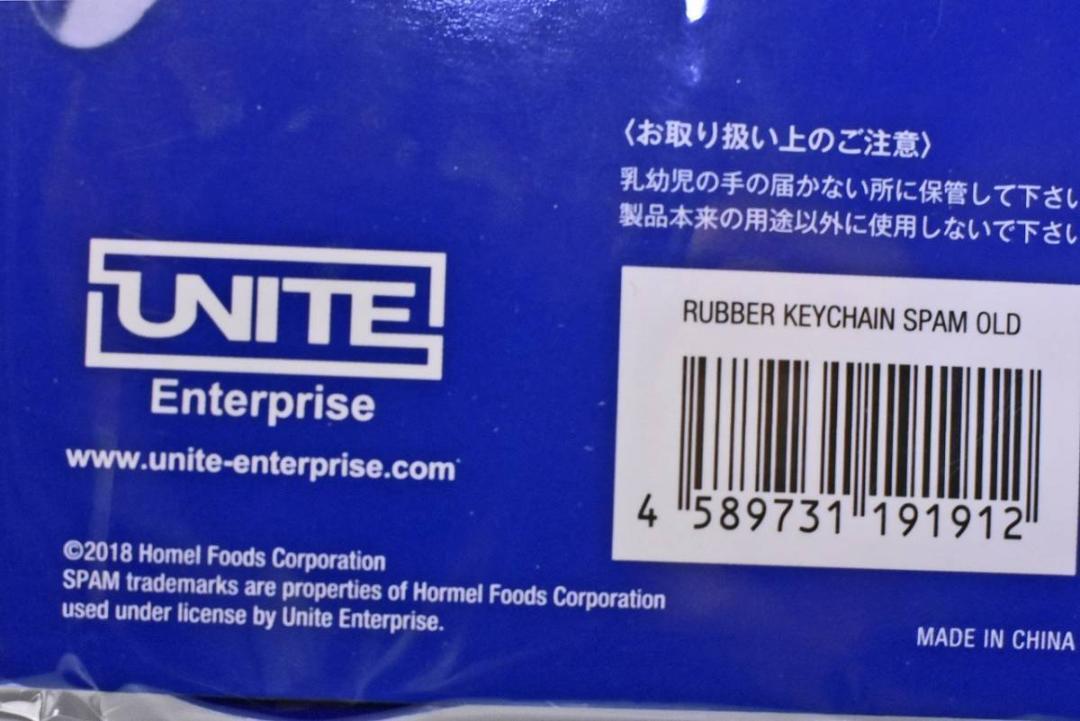 〈お取り扱い上のご注意〉
乳幼児の手の届かない所に保管して下さい
製品本来の用途以外に使用しないで下さい
UNITE
Enterprise
www.unite-enterprise.com
©2018 Homel Foods Corporation
SPAM trademarks are properties of Hormel Foods Corporation
used under license by Unite Enterprise.
RUBBER KEYCHAIN SPAM OLD
4 589731 191912
MADE IN CHINA